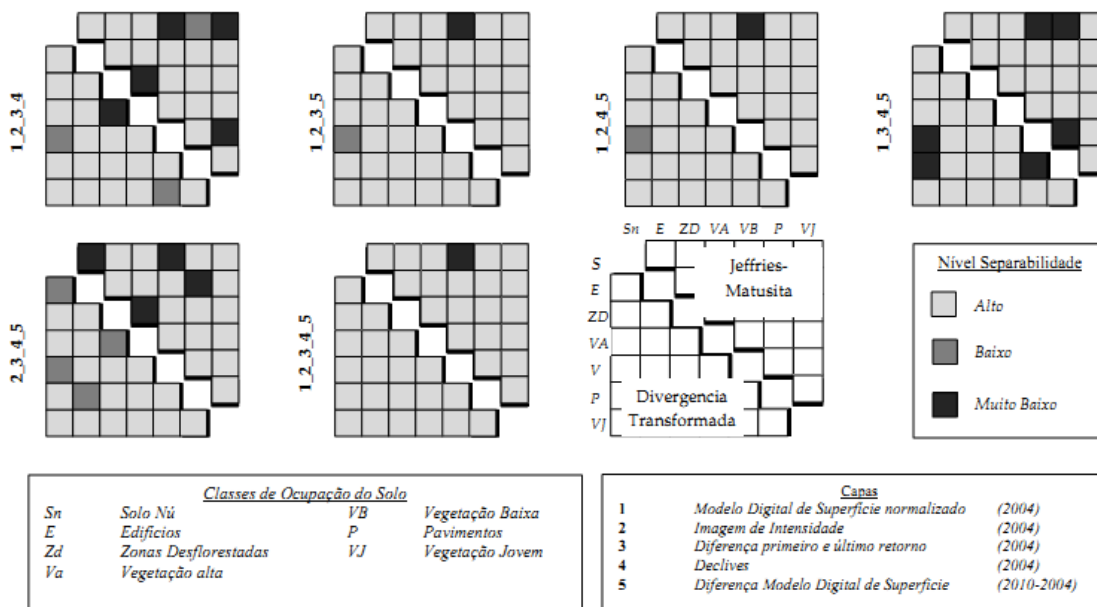 1_2_3_4
1_2_3_5
1_2_4_5
1_3_4_5
2_3_4_5
1_2_3_4_5
Sn E ZD VA VB P VJ
S
E
ZD
VA
V
P
VJ
Jeffries-
Matusita
Divergencia
Transformada
Nível Separabilidade
Alto
Baixo
Muito Baixo
Classes de Ocupação do Solo
Sn Solo Nú VB Vegetação Baixa
E Edifícios P Pavimentos
Zd Zonas Desflorestadas VJ Vegetação Jovem
Va Vegetação alta
Capas
1 Modelo Digital de Superfície normalizado (2004)
2 Imagem de Intensidade (2004)
3 Diferença primeiro e último retorno (2004)
4 Declives (2004)
5 Diferença Modelo Digital de Superfície (2010-2004)